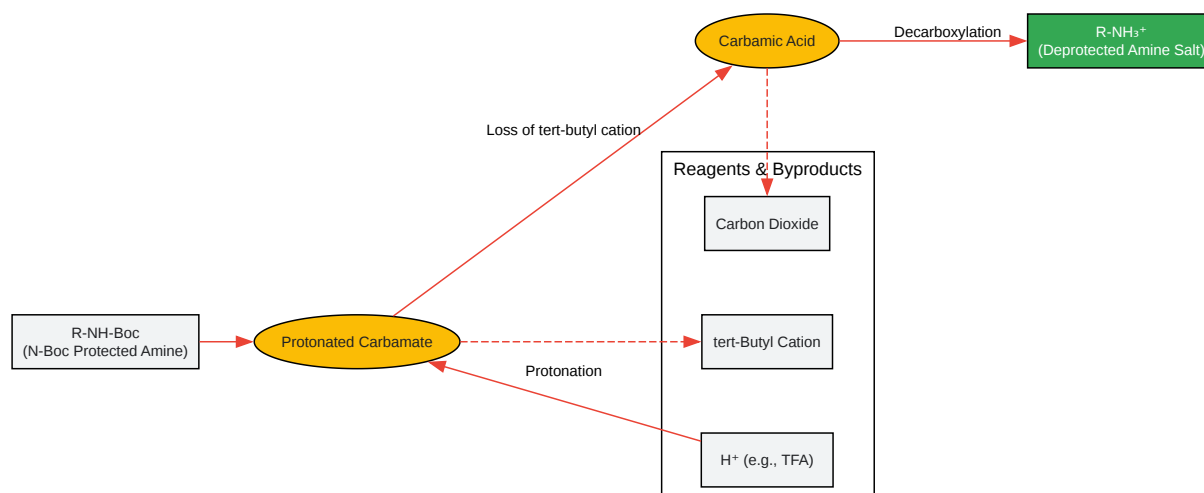 Carbamic Acid
Decarboxylation
R-NH₃⁺
(Deprotected Amine Salt)
Loss of tert-butyl cation
Reagents & Byproducts
Carbon Dioxide
R-NH-Boc
(N-Boc Protected Amine)
Protonated Carbamate
tert-Butyl Cation
Protonation
H⁺ (e.g., TFA)